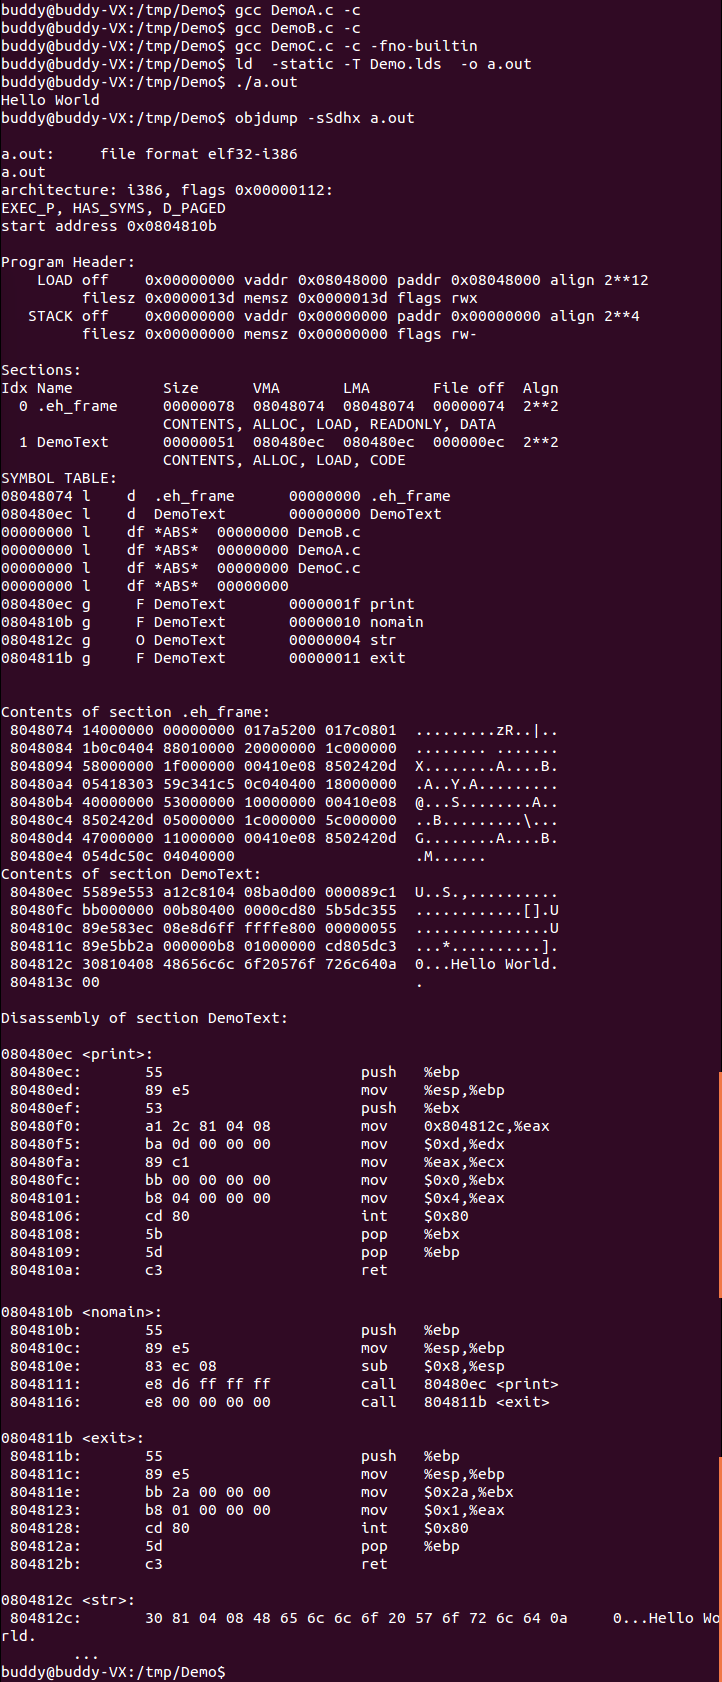 buddy@buddy-VX:/tmp/Demo$ gcc DemoA.c -c
buddy@buddy-VX:/tmp/Demo$ gcc DemoB.c -c
buddy@buddy-VX:/tmp/Demo$ gcc DemoC.c -c -fno-builtin
buddy@buddy-VX:/tmp/Demo$ ld  -static -T Demo.lds  -o a.out
buddy@buddy-VX:/tmp/Demo$ ./a.out
Hello World
buddy@buddy-VX:/tmp/Demo$ objdump -sSdhx a.out
a.out:     file format elf32-i386
a.out
architecture: i386, flags 0x00000112:
EXEC_P, HAS_SYMS, D_PAGED
start address 0x0804810b
Program Header:
    LOAD off    0x00000000 vaddr 0x08048000 paddr 0x08048000 align 2**12
         filesz 0x0000013d memsz 0x0000013d flags rwx
   STACK off    0x00000000 vaddr 0x00000000 paddr 0x00000000 align 2**4
         filesz 0x00000000 memsz 0x00000000 flags rw-
Sections:
Idx Name          Size      VMA       LMA       File off  Algn
  0 .eh_frame     00000078  08048074  08048074  00000074  2**2
                  CONTENTS, ALLOC, LOAD, READONLY, DATA
  1 DemoText      00000051  080480ec  080480ec  000000ec  2**2
                  CONTENTS, ALLOC, LOAD, CODE
SYMBOL TABLE:
08048074 l    d  .eh_frame      00000000 .eh_frame
080480ec l    d  DemoText       00000000 DemoText
00000000 l    df *ABS*  00000000 DemoB.c
00000000 l    df *ABS*  00000000 DemoA.c
00000000 l    df *ABS*  00000000 DemoC.c
00000000 l    df *ABS*  00000000
080480ec g     F DemoText       0000001f print
0804810b g     F DemoText       00000010 nomain
0804812c g     O DemoText       00000004 str
0804811b g     F DemoText       00000011 exit
Contents of section .eh_frame:
 8048074 14000000 00000000 017a5200 017c0801  .........zR..|..
 8048084 1b0c0404 88010000 20000000 1c000000  ........ .......
 8048094 58000000 1f000000 00410e08 8502420d  X........A....B.
 80480a4 05418303 59c341c5 0c040400 18000000  .A..Y.A.........
 80480b4 40000000 53000000 10000000 00410e08  @...S........A..
 80480c4 8502420d 05000000 1c000000 5c000000  ..B.........\...
 80480d4 47000000 11000000 00410e08 8502420d  G........A....B.
 80480e4 054dc50c 04040000                    .M......
Contents of section DemoText:
 80480ec 5589e553 a12c8104 08ba0d00 000089c1  U..S.,..........
 80480fc bb000000 00b80400 0000cd80 5b5dc355  ............[].U
 804810c 89e583ec 08e8d6ff ffffe800 00000055  ...............U
 804811c 89e5bb2a 000000b8 01000000 cd805dc3  ...*..........].
 804812c 30810408 48656c6c 6f20576f 726c640a  0...Hello World.
 804813c 00                                   .
Disassembly of section DemoText:
080480ec <print>:
 80480ec:       55                      push   %ebp
 80480ed:       89 e5                   mov    %esp,%ebp
 80480ef:       53                      push   %ebx
 80480f0:       a1 2c 81 04 08          mov    0x804812c,%eax
 80480f5:       ba 0d 00 00 00          mov    $0xd,%edx
 80480fa:       89 c1                   mov    %eax,%ecx
 80480fc:       bb 00 00 00 00          mov    $0x0,%ebx
 8048101:       b8 04 00 00 00          mov    $0x4,%eax
 8048106:       cd 80                   int    $0x80
 8048108:       5b                      pop    %ebx
 8048109:       5d                      pop    %ebp
 804810a:       c3                      ret
0804810b <nomain>:
 804810b:       55                      push   %ebp
 804810c:       89 e5                   mov    %esp,%ebp
 804810e:       83 ec 08                sub    $0x8,%esp
 8048111:       e8 d6 ff ff ff          call   80480ec <print>
 8048116:       e8 00 00 00 00          call   804811b <exit>
0804811b <exit>:
 804811b:       55                      push   %ebp
 804811c:       89 e5                   mov    %esp,%ebp
 804811e:       bb 2a 00 00 00          mov    $0x2a,%ebx
 8048123:       b8 01 00 00 00          mov    $0x1,%eax
 8048128:       cd 80                   int    $0x80
 804812a:       5d                      pop    %ebp
 804812b:       c3                      ret
0804812c <str>:
 804812c:       30 81 04 08 48 65 6c 6c 6f 20 57 6f 72 6c 64 0a     0...Hello Wo
rld.
        ...
buddy@buddy-VX:/tmp/Demo$